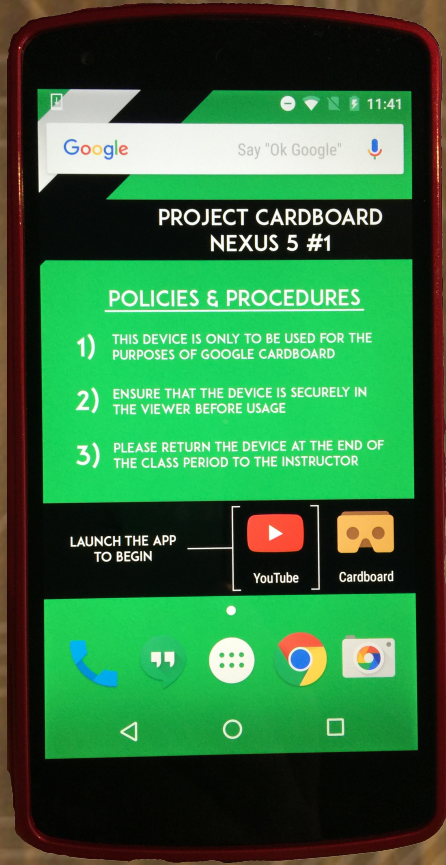 11:41
Google Say "Ok Google"
PROJECT CARDBOARD
NEXUS 5 #1
POLICIES & PROCEDURES
1) THIS DEVICE IS ONLY TO BE USED FOR THE
PURPOSES OF GOOGLE CARDBOARD
2) ENSURE THAT THE DEVICE IS SECURELY IN
THE VIEWER BEFORE USAGE
3) PLEASE RETURN THE DEVICE AT THE END OF
THE CLASS PERIOD TO THE INSTRUCTOR
LAUNCH THE APP
TO BEGIN
YouTube Cardboard